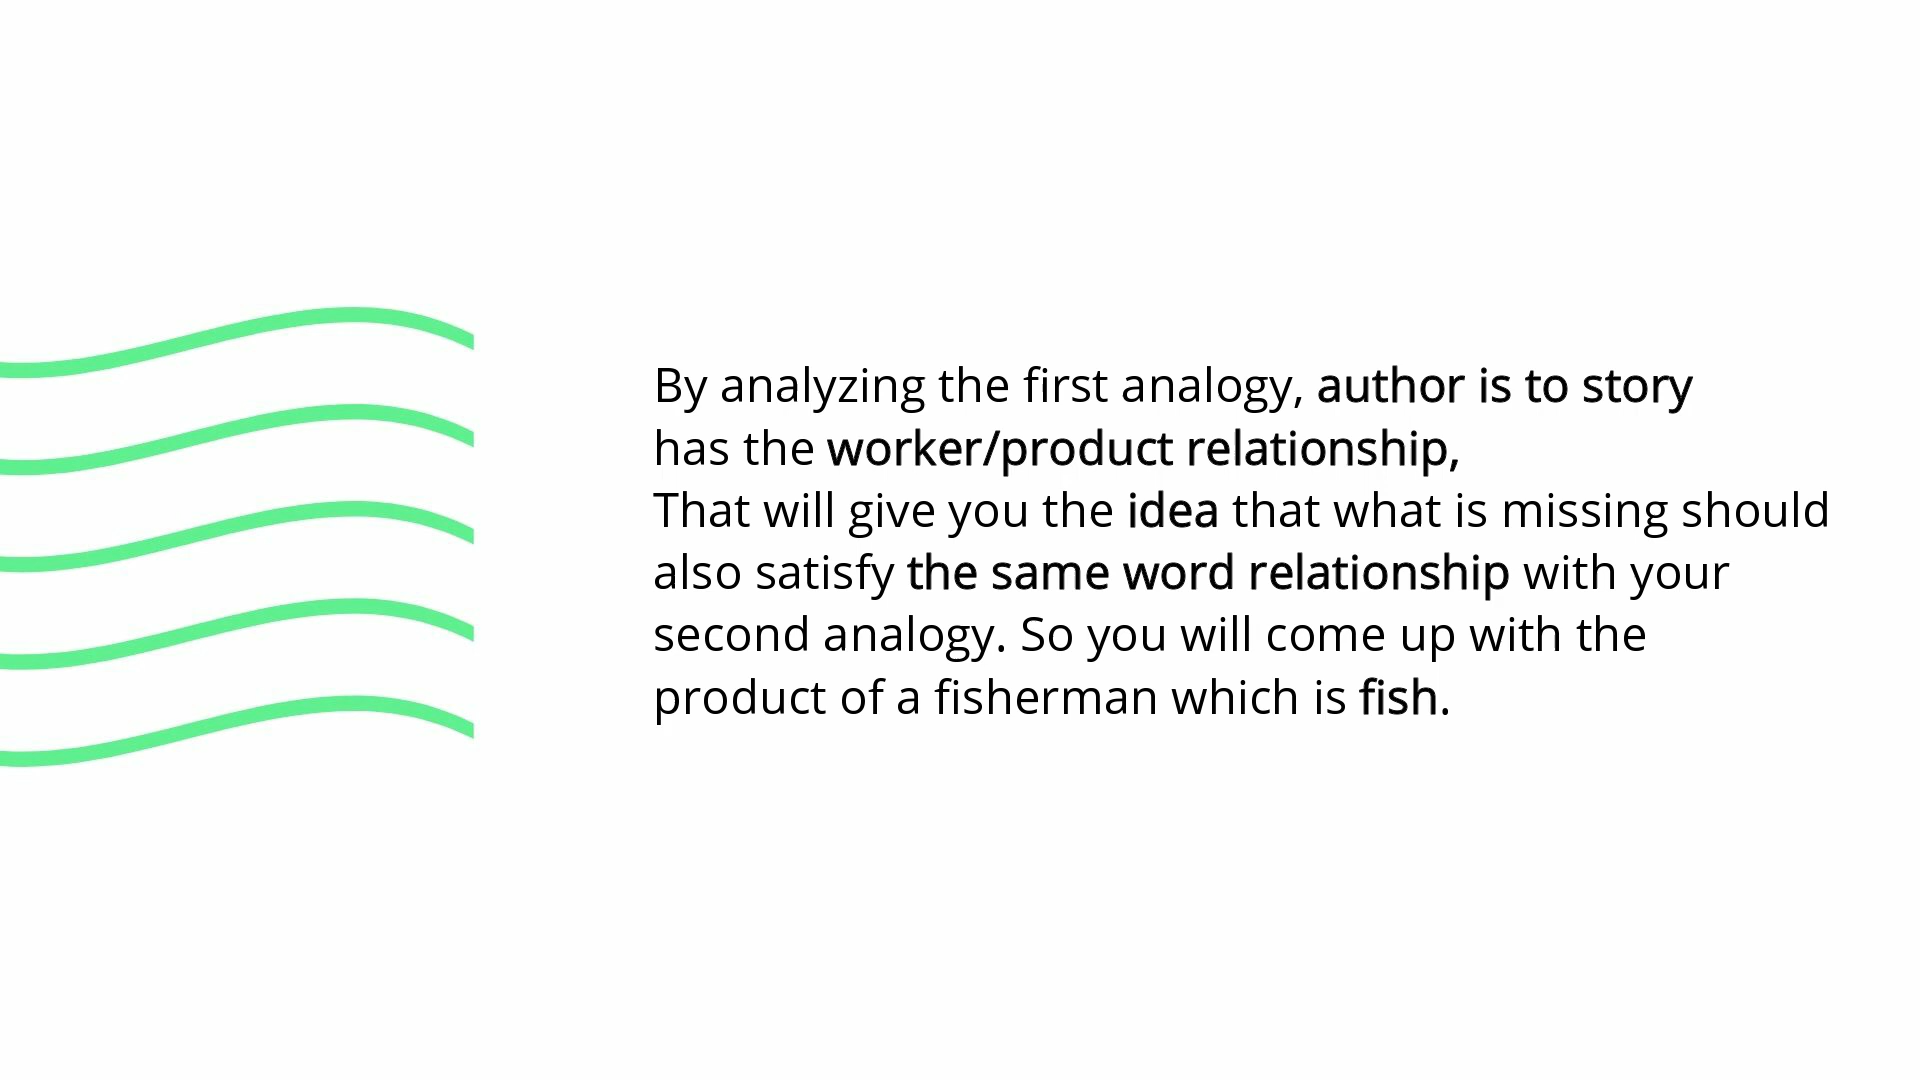 By analyzing the first analogy, author is to story
has the worker/product relationship,
That will give you the idea that what is missing should
also satisfy the same word relationship with your
second analogy. So you will come up with the
product of a fisherman which is fish.